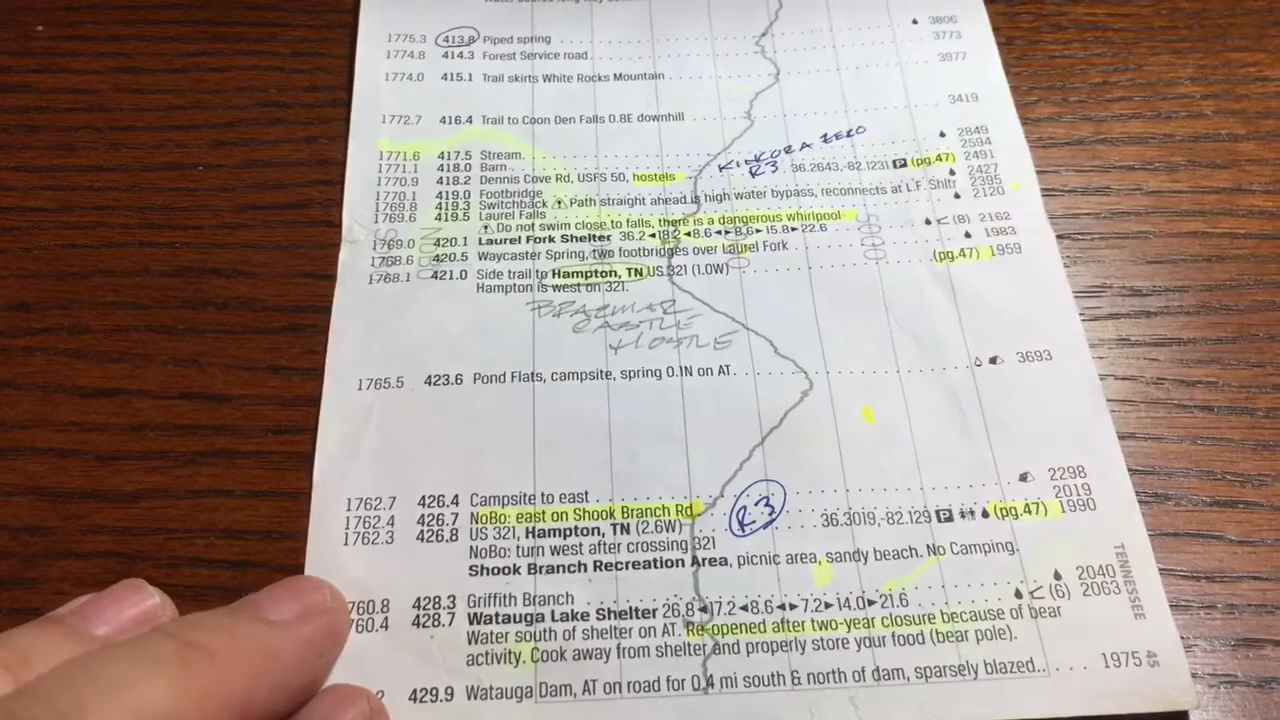 3806
1775.3 413.8 Piped spring 3773
1774.8 414.3 Forest Service road 3977
1774.0 415.1 Trail skirts White Rocks Mountain
3419
1772.7 416.4 Trail to Coon Den Falls 0.8E downhill
KINCORA ZERO
R3
1771.6 417.5 Stream 2849
1771.1 418.0 Barn 2594
1770.9 418.2 Dennis Cove Rd, USFS 50, hostels 36.2643,-82.1231 P (pg.47) 2491
1770.1 419.0 Footbridge 2427
1769.8 419.3 Switchback ⚠ Path straight ahead is high water bypass, reconnects at L.F. Shltr 2395
1769.6 419.5 Laurel Falls 2120
⚠ Do not swim close to falls, there is a dangerous whirlpool
1769.0 420.1 Laurel Fork Shelter 36.2◄18.2◄8.6◄►8.6►15.8►22.6 (8) 2162
1768.6 420.5 Waycaster Spring, two footbridges over Laurel Fork 1983
1768.1 421.0 Side trail to Hampton, TN US 321 (1.0W) (pg.47) 1959
Hampton is west on 321.
NOBO 5000
BRAEMAR
CASTLE
HOSTLE
1765.5 423.6 Pond Flats, campsite, spring 0.1N on AT 3693
1762.7 426.4 Campsite to east 2298
1762.4 426.7 NoBo: east on Shook Branch Rd 2019
R3
1762.3 426.8 US 321, Hampton, TN (2.6W) 36.3019,-82.129 P (pg.47) 1990
NoBo: turn west after crossing 321
Shook Branch Recreation Area, picnic area, sandy beach. No Camping.
760.8 428.3 Griffith Branch 2040
760.4 428.7 Watauga Lake Shelter 26.8◄17.2◄8.6◄►7.2►14.0►21.6 (6) 2063
Water south of shelter on AT. Re-opened after two-year closure because of bear
activity. Cook away from shelter and properly store your food (bear pole).
429.9 Watauga Dam, AT on road for 0.4 mi south & north of dam, sparsely blazed.. 1975
TENNESSEE
45